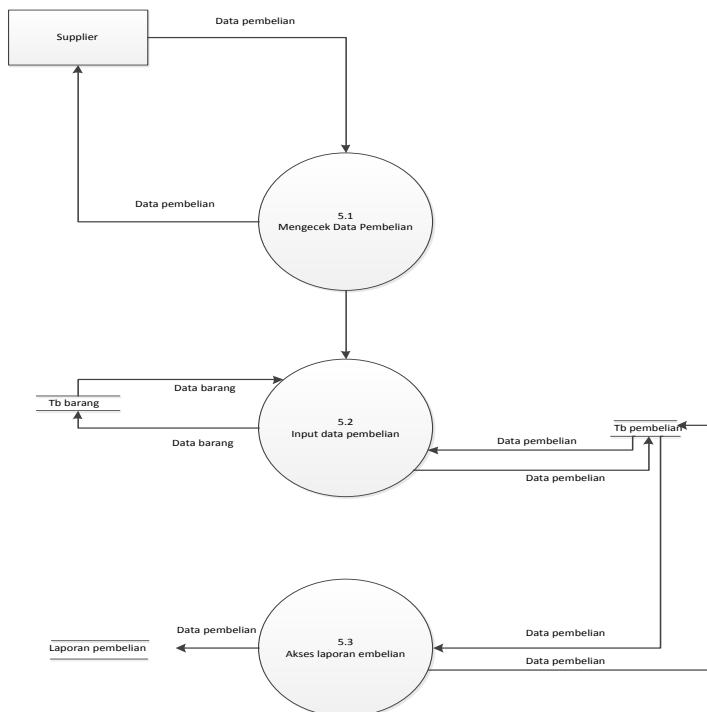 Data pembelian
Supplier
Data pembelian
5.1
Mengecek Data Pembelian
Data barang
Tb barang
Data barang
5.2
Input data pembelian
Tb pembelian
Data pembelian
Data pembelian
5.3
Akses laporan embelian
Data pembelian
Laporan pembelian
Data pembelian
Data pembelian